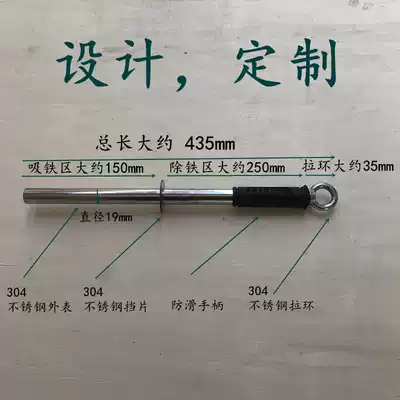 设计，定制
总长大约 435mm
吸铁区大约150mm 除铁区大约250mm 拉环大约35mm
直径19mm
304 304 304
不锈钢外表 不锈钢挡片 防滑手柄 不锈钢拉环